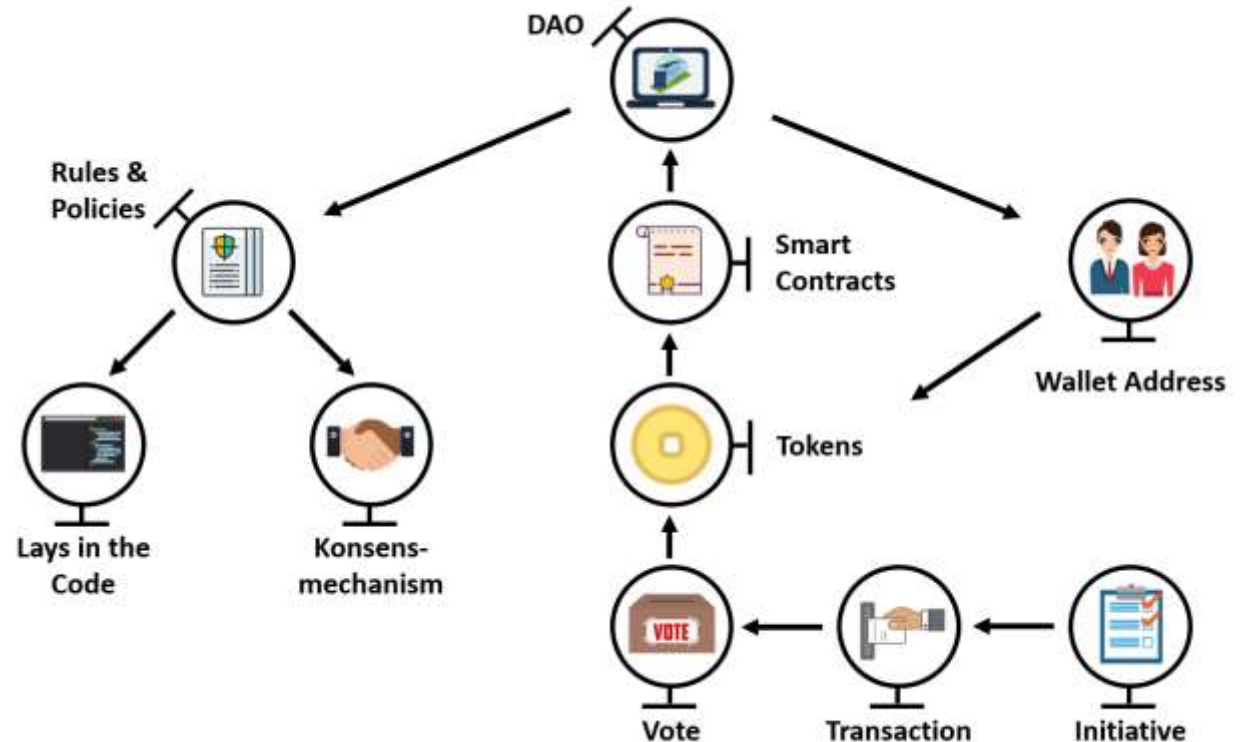 DAO
Rules &
Policies
Smart
Contracts
Wallet Address
Tokens
Lays in the
Code
Konsens-
mechanism
VOTE
Vote
Transaction
Initiative